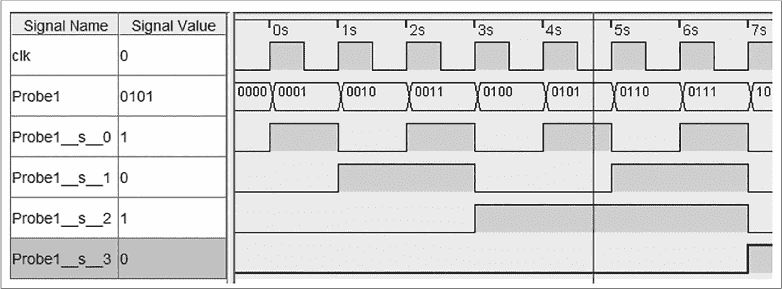 Signal Name Signal Value 0s 1s 2s 3s 4s 5s 6s 7s
clk 0
Probe1 0101 0000 0001 0010 0011 0100 0101 0110 0111 10
Probe1__s__0 1
Probe1__s__1 0
Probe1__s__2 1
Probe1__s__3 0